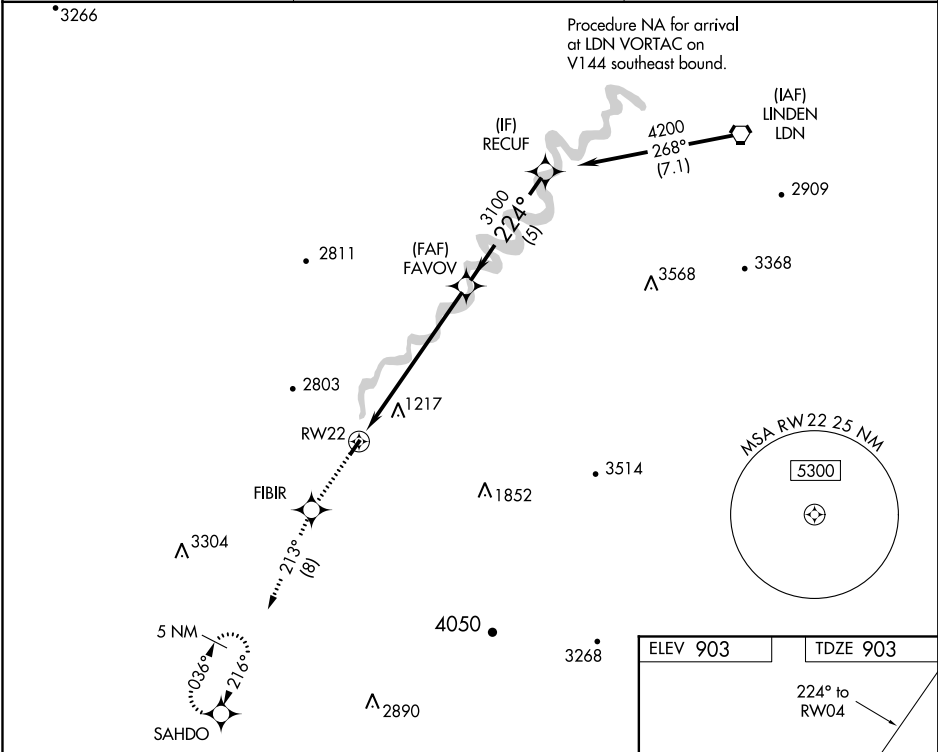 3266
Procedure NA for arrival
at LDN VORTAC on
V144 southeast bound.
(IAF)
LINDEN
LDN
(IF)
RECUF
4200
268°
(7.1)
2909
3100
224°
(5)
2811
(FAF)
FAVOV
3568
3368
2803
1217
RW22
MSA RW22 25 NM
5300
3514
1852
FIBIR
3304
213°
(8)
5 NM
036°
216°
4050
3268
2890
SAHDO
ELEV 903
TDZE 903
224° to
RW04